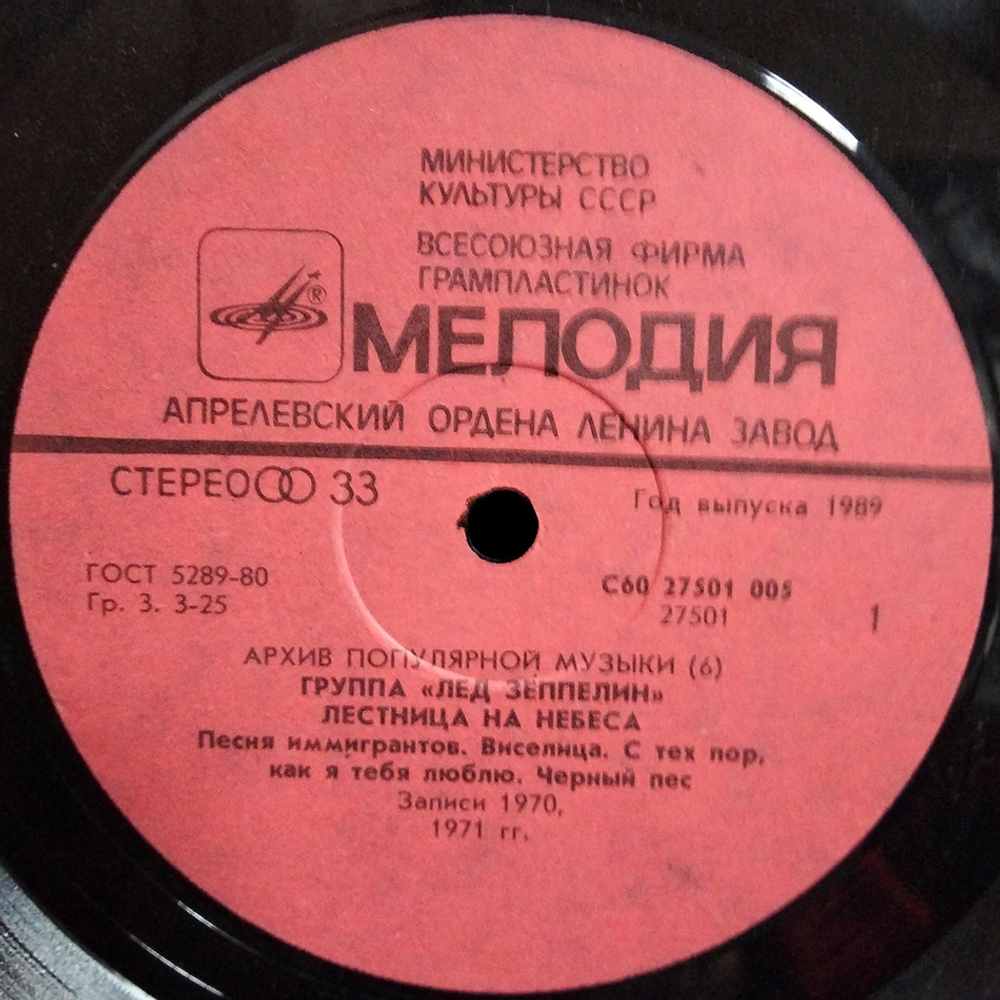 МИНИСТЕРСТВО
КУЛЬТУРЫ СССР
ВСЕСОЮЗНАЯ ФИРМА
ГРАМПЛАСТИНОК
®
МЕЛОДИЯ
АПРЕЛЕВСКИЙ ОРДЕНА ЛЕНИНА ЗАВОД
СТЕРЕО 33
Год выпуска 1989
ГОСТ 5289-80
Гр. 3. 3-25
С60 27501 005
27501
1
АРХИВ ПОПУЛЯРНОЙ МУЗЫКИ (6)
ГРУППА «ЛЕД ЗЕППЕЛИН»
ЛЕСТНИЦА НА НЕБЕСА
Песня иммигрантов. Виселица. С тех пор,
как я тебя люблю. Черный пес
Записи 1970,
1971 гг.